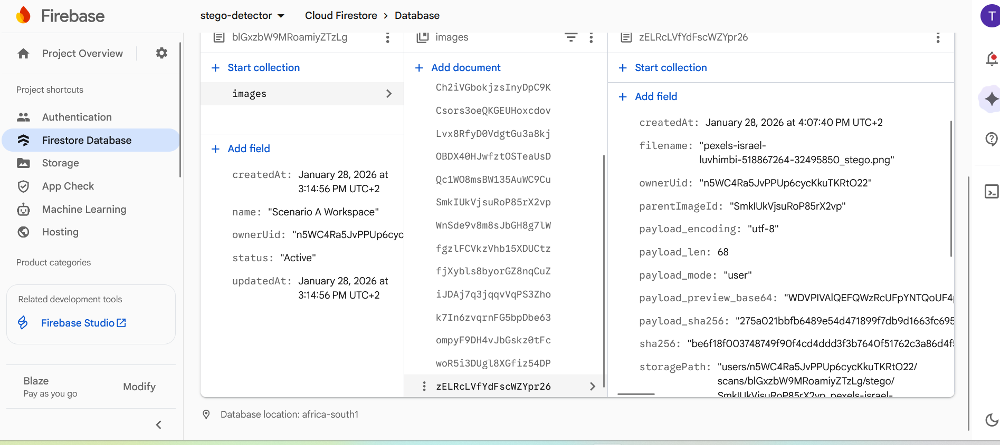 Firebase
stego-detector
Cloud Firestore > Database
T
Project Overview
Project shortcuts
Authentication
Firestore Database
Storage
App Check
Machine Learning
Hosting
Product categories
Related development tools
Firebase Studio
Blaze
Pay as you go
Modify
blGxzbW9MRoamiyZTzLg
+ Start collection
images
+ Add field
createdAt: January 28, 2026 at
3:14:56 PM UTC+2
name: "Scenario A Workspace"
ownerUid: "n5WC4Ra5JvPPUp6cyc
status: "Active"
updatedAt: January 28, 2026 at
3:14:56 PM UTC+2
images
+ Add document
Ch2iVGbokjzsInyDpC9K
Csors3oeQKGEUHoxcdov
Lvx8RfyD0VdgtGu3a8kj
OBDX40HJwfztOSTeaUsD
Qc1WO8msBW135AuWC9Cu
SmkIUkVjsuRoP85rX2vp
WnSde9v8m8sJbGH8g7lW
fgzlFCVkzVhb15XDUCtz
fjXybls8byorGZ8nqCuZ
iJDAj7q3jqqvVqPS3Zho
k7In6zvqrnFG5bpDbe63
ompyF9DH4vJbGskz0tFc
woR5i3DUgl8XGfiz54DP
zELRcLVfYdFscWZYpr26
zELRcLVfYdFscWZYpr26
+ Start collection
+ Add field
createdAt: January 28, 2026 at 4:07:40 PM UTC+2
filename: "pexels-israel-
luvhimbi-518867264-32495850_stego.png"
ownerUid: "n5WC4Ra5JvPPUp6cycKkuTKRtO22"
parentImageId: "SmkIUkVjsuRoP85rX2vp"
payload_encoding: "utf-8"
payload_len: 68
payload_mode: "user"
payload_preview_base64: "WDVPIVAlQEFQWzRcUFpYNTQoUF4p
payload_sha256: "275a021bbfb6489e54d471899f7db9d1663fc695
sha256: "be6f18f003748749f90f4cd4ddd3f3b7640f51762c3a86d4f5
storagePath: "users/n5WC4Ra5JvPPUp6cycKkuTKRtO22/
scans/blGxzbW9MRoamiyZTzLg/stego/
SmkIUkVjsuRoP85rX2vp_pexels-israel-
Database location: africa-south1